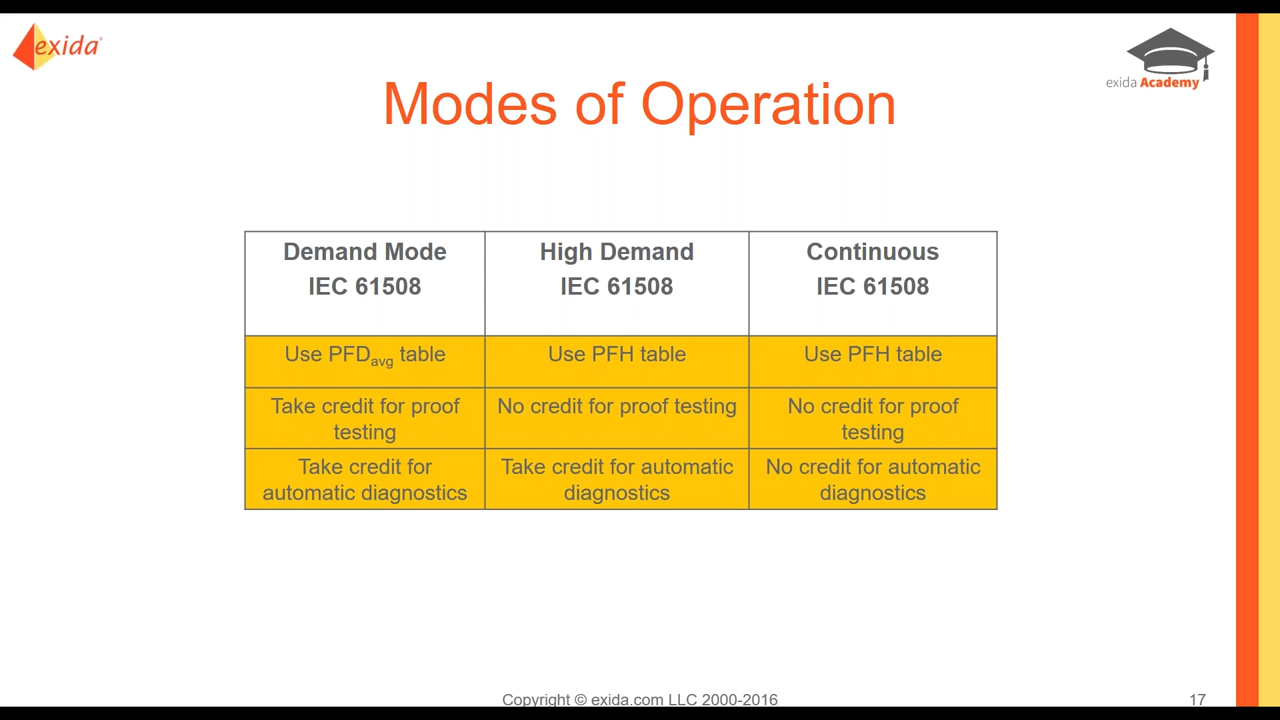 exida
exida Academy
Modes of Operation
Demand Mode
IEC 61508
High Demand
IEC 61508
Continuous
IEC 61508
Use PFDavg table
Use PFH table
Use PFH table
Take credit for proof
testing
No credit for proof testing
No credit for proof
testing
Take credit for
automatic diagnostics
Take credit for automatic
diagnostics
No credit for automatic
diagnostics
Copyright © exida.com LLC 2000-2016
17